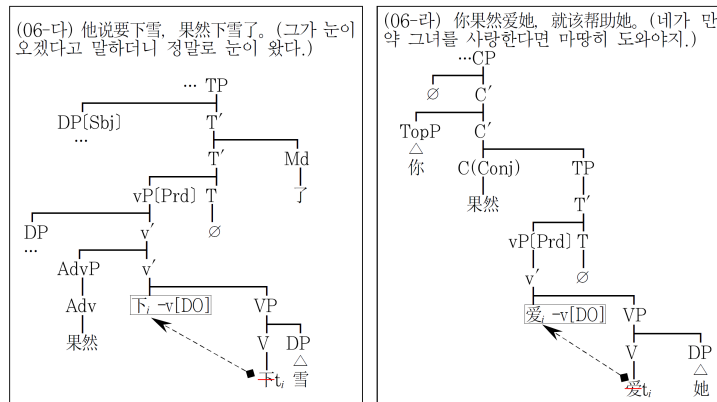 (06-다) 他说要下雪, 果然下雪了。(그가 눈이
오겠다고 말하더니 정말로 눈이 왔다.)
… TP
DP[Sbj]
…
T′
T′
Md
了
vP[Prd]
T
∅
DP
…
v′
AdvP
v′
Adv
果然
下i -v[DO]
VP
V
DP
下ti
雪
(06-라) 你果然爱她, 就该帮助她。(네가 만
약 그녀를 사랑한다면 마땅히 도와야지.)
…CP
∅
C′
TopP
C′
你
C(Conj)
TP
果然
T′
vP[Prd]
T
v′
∅
爱i -v[DO]
VP
V
DP
爱ti
她